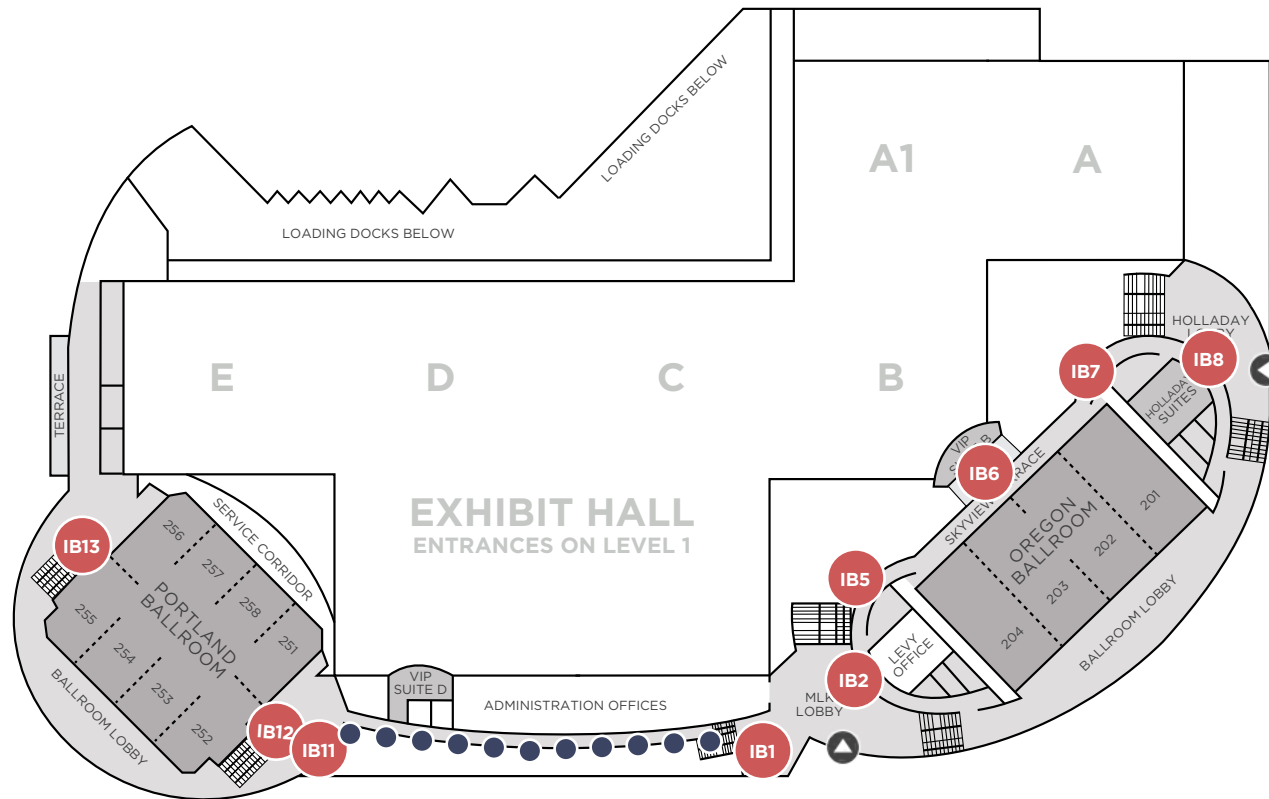 A1
A
LOADING DOCKS BELOW
LOADING DOCKS BELOW
HOLLADAY
IB8
IB7
HOLLADAY
SUITES
TERRACE
E
D
C
B
VIP
IB6
SKYVIEW
OREGON
BALLROOM
201
202
203
204
BALLROOM LOBBY
EXHIBIT HALL
ENTRANCES ON LEVEL 1
SERVICE CORRIDOR
IB13
256
257
258
251
PORTLAND
BALLROOM
255
254
253
252
BALLROOM LOBBY
IB5
LEVY
OFFICE
IB2
MLK
LOBBY
VIP
SUITE D
ADMINISTRATION OFFICES
IB12
IB11
IB1